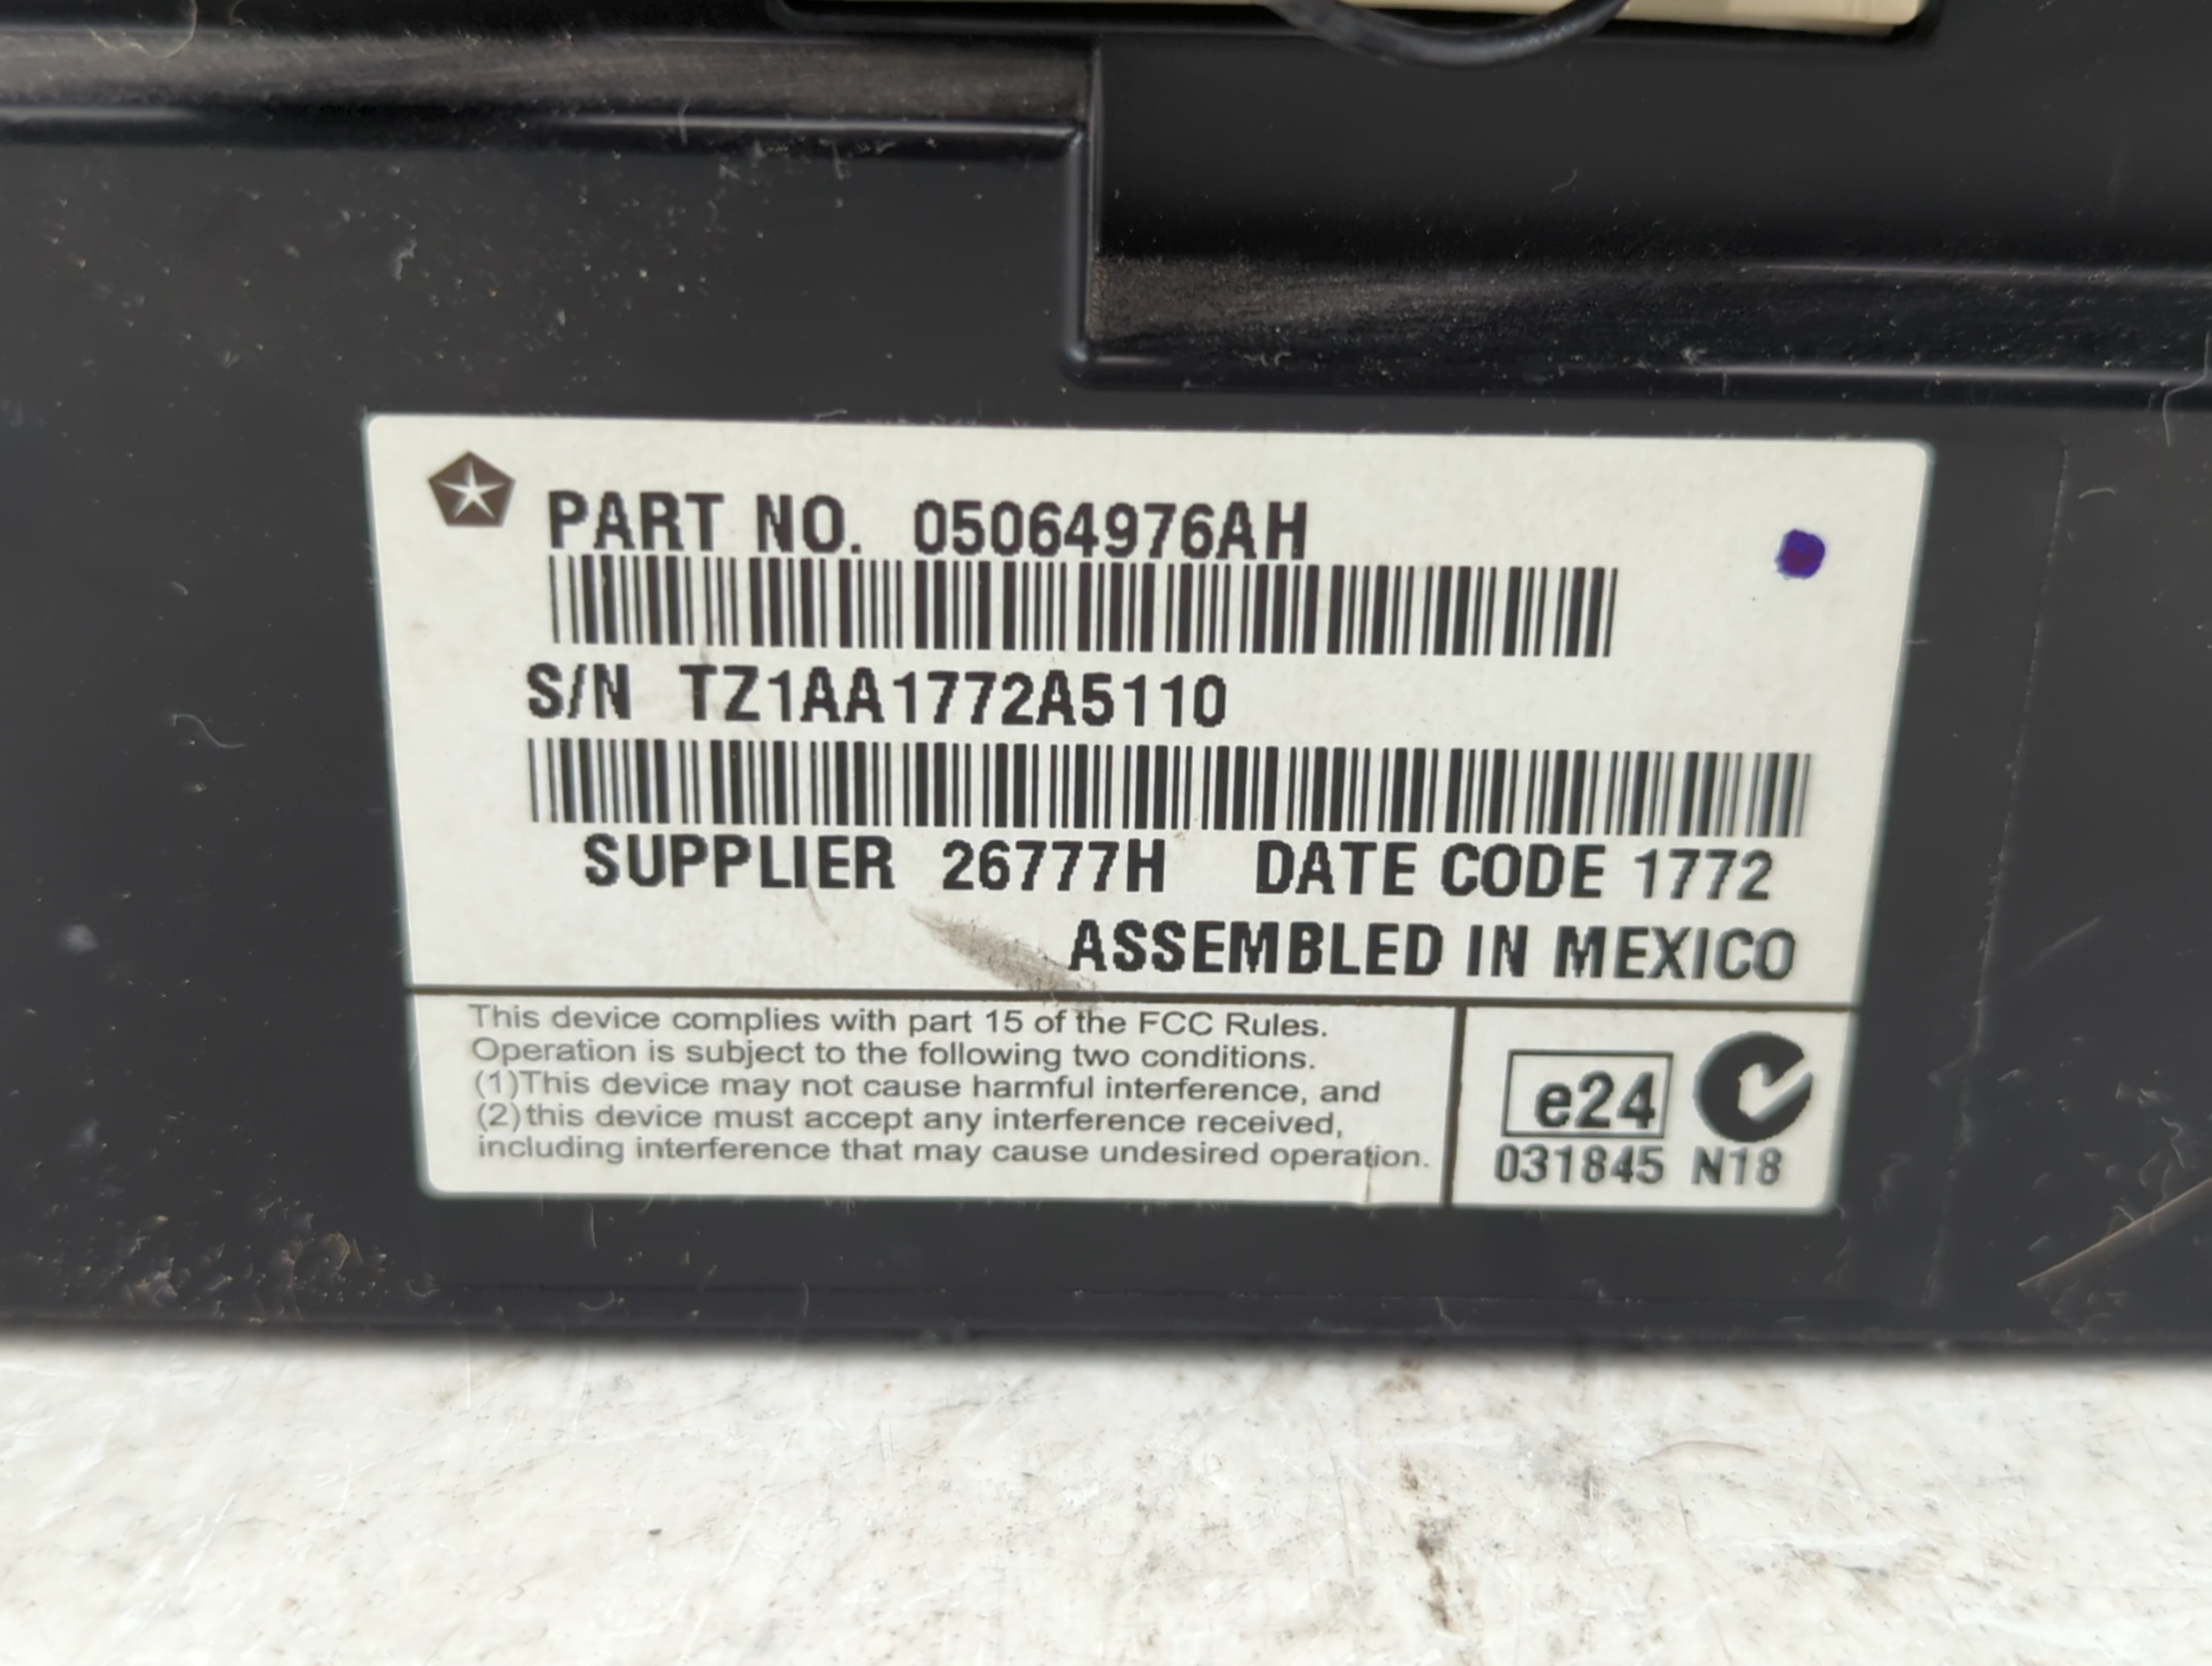 PART NO. 05064976AH
S/N TZ1AA1772A5110
SUPPLIER 26777H DATE CODE 1772
ASSEMBLED IN MEXICO
This device complies with part 15 of the FCC Rules.
Operation is subject to the following two conditions.
(1)This device may not cause harmful interference, and
(2)this device must accept any interference received,
including interference that may cause undesired operation.
e24
031845 N18